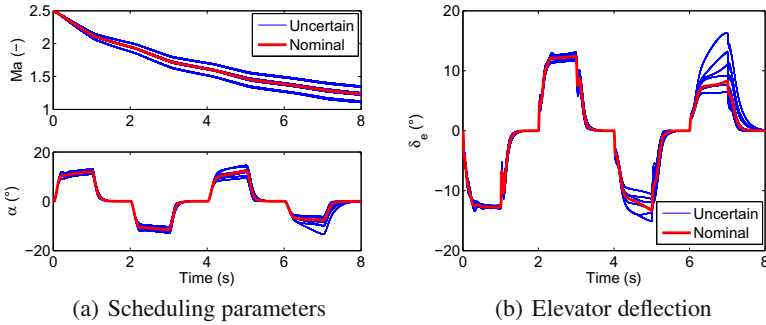 2.5
2
1.5
1
Ma (−)
Uncertain
Nominal
0 2 4 6 8
20
0
−20
α (°)
0 2 4 6 8
Time (s)
(a) Scheduling parameters
20
10
0
−10
−20
δe (°)
Uncertain
Nominal
0 2 4 6 8
Time (s)
(b) Elevator deflection